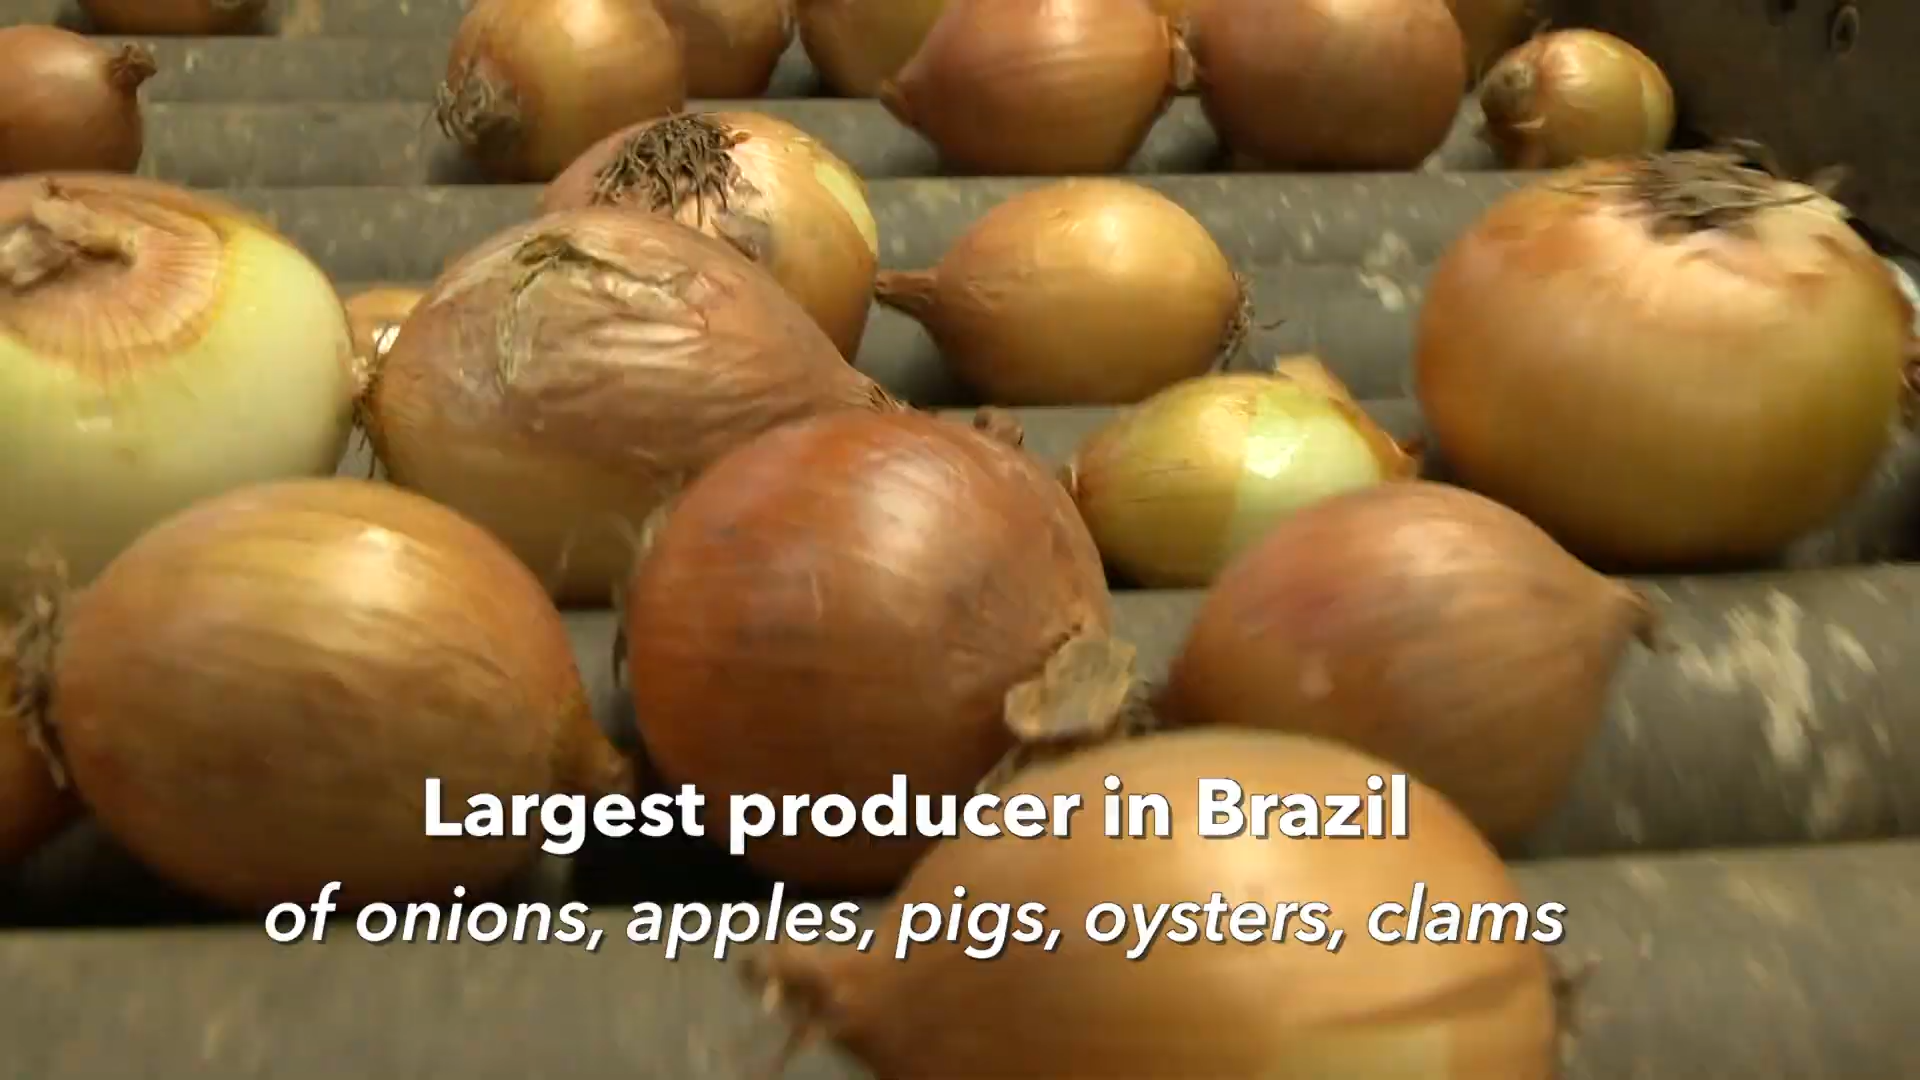 Largest producer in Brazil
of onions, apples, pigs, oysters, clams